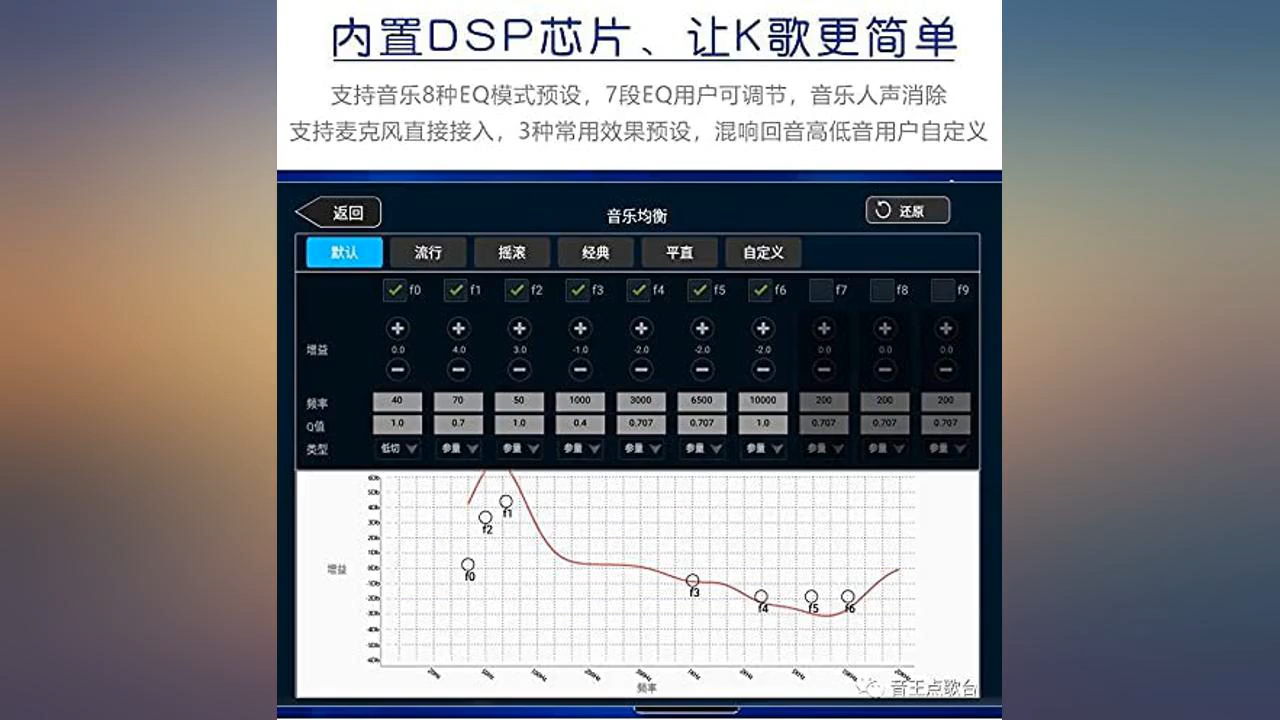 内置DSP芯片、让K歌更简单
支持音乐8种EQ模式预设，7段EQ用户可调节，音乐人声消除
支持麦克风直接接入，3种常用效果预设，混响回音高低音用户自定义
返回 音乐均衡 还原
默认 流行 摇滚 经典 平直 自定义
f0 f1 f2 f3 f4 f5 f6 f7 f8 f9
增益 0.0 4.0 3.0 -1.0 -2.0 -2.0 -2.0 0.0 0.0 0.0
频率 40 70 50 1000 3000 6500 10000 200 200 200
Q值 1.0 0.7 1.0 0.4 0.707 0.707 1.0 0.707 0.707 0.707
类型 低切 参量 参量 参量 参量 参量 参量 参量 参量 参量
f1
f2
增益
f0
f3
f4 f5 f6
频率
音王点歌台